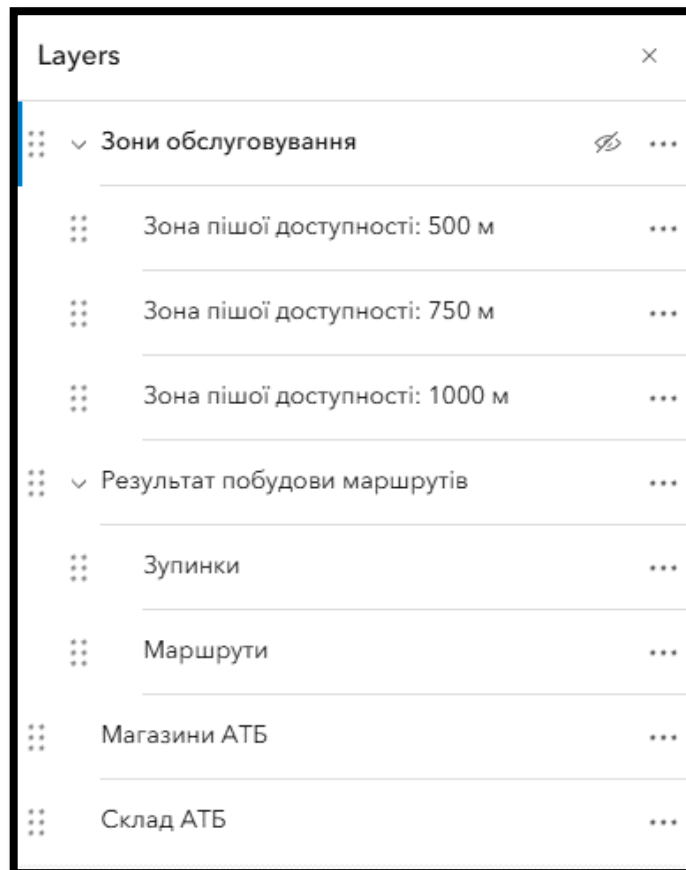 Layers
Зони обслуговування
Зона пішої доступності: 500 м
Зона пішої доступності: 750 м
Зона пішої доступності: 1000 м
Результат побудови маршрутів
Зупинки
Маршрути
Магазини АТБ
Склад АТБ